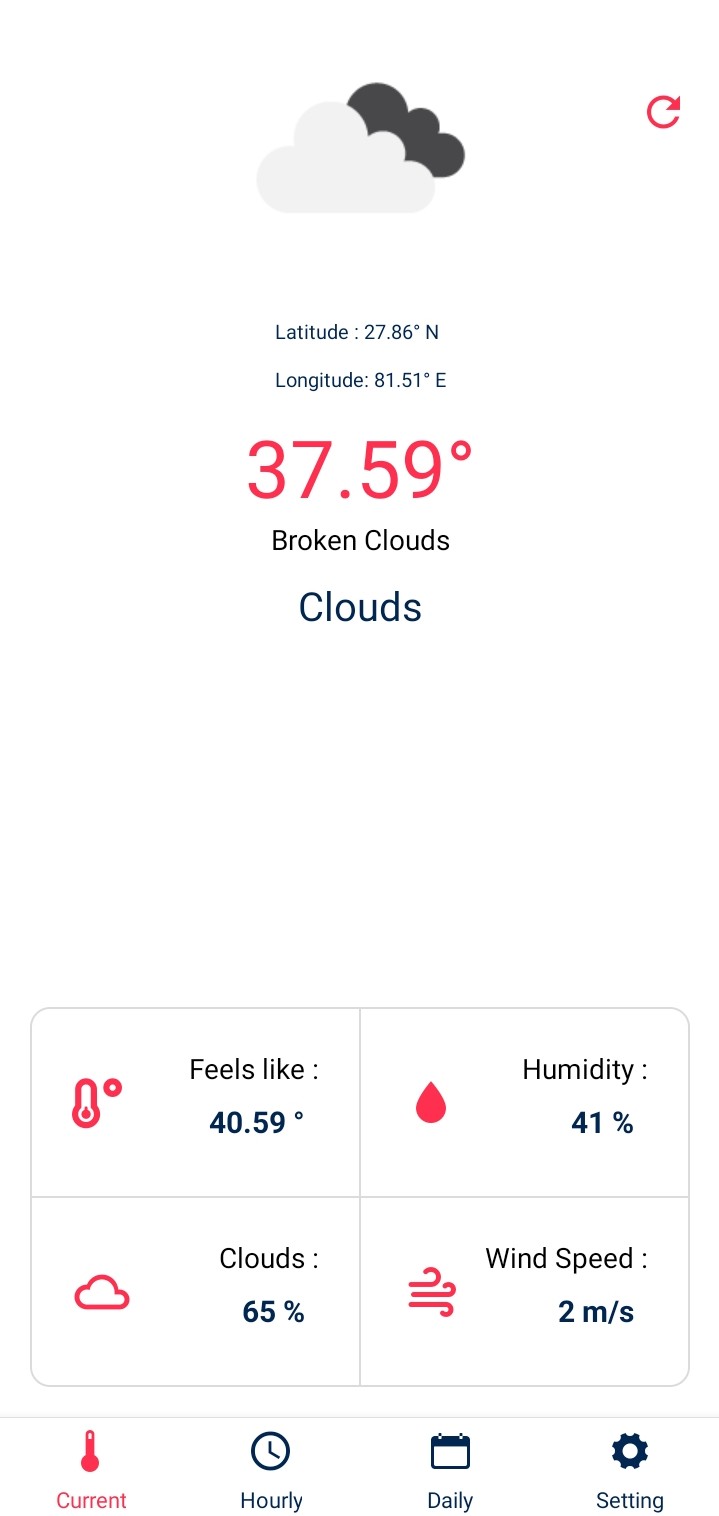 Latitude : 27.86° N
Longitude: 81.51° E
37.59°
Broken Clouds
Clouds
Feels like :
40.59 °
Humidity :
41 %
Clouds :
65 %
Wind Speed :
2 m/s
Current
Hourly
Daily
Setting